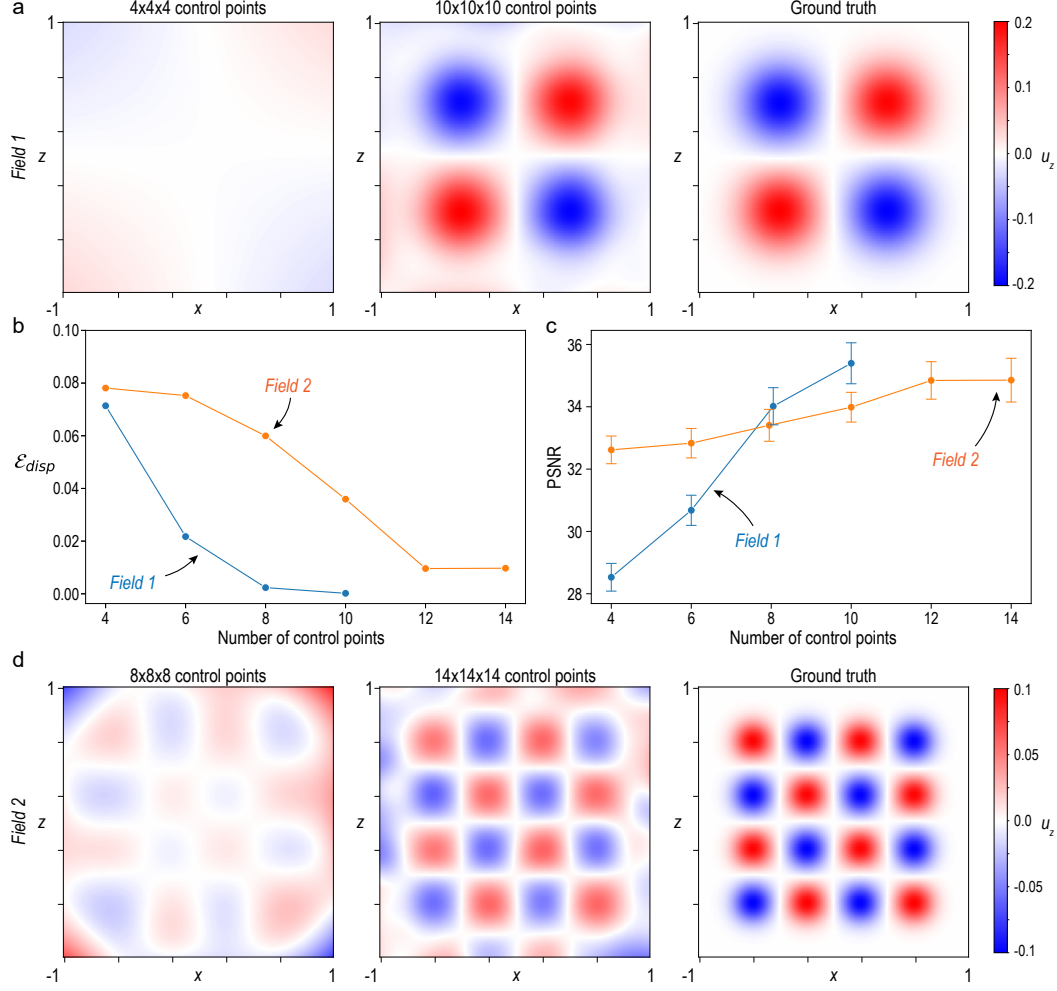 a
4x4x4 control points
10x10x10 control points
Ground truth
Field 1
1
z
-1
x
1
1
z
-1
x
1
1
z
-1
x
1
0.2
0.1
0.0
-0.1
-0.2
u_z
b
0.10
0.08
0.06
0.04
0.02
0.00
ℰ_disp
Field 2
Field 1
4
6
8
10
12
14
Number of control points
c
36
34
32
30
28
PSNR
Field 2
Field 1
4
6
8
10
12
14
Number of control points
d
8x8x8 control points
14x14x14 control points
Ground truth
Field 2
1
z
-1
x
1
1
z
-1
x
1
1
z
-1
x
1
0.1
0.05
0.0
-0.05
-0.1
u_z